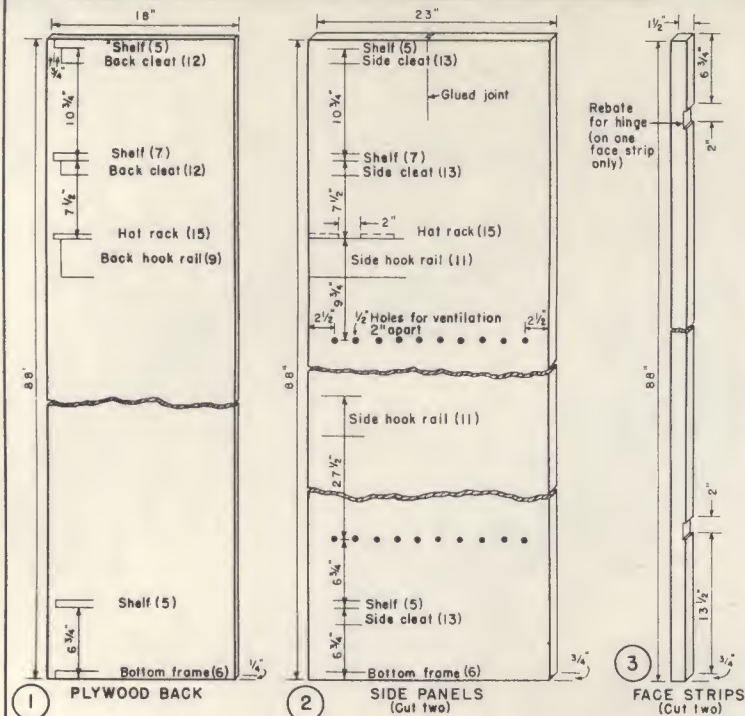 18"
"Shelf (5)
Back cleat (12)
3/4"
10 3/4"
Shelf (7)
Back cleat (12)
7 1/2"
Hat rack (15)
Back hook rail (9)
88'
Shelf (5)
6 3/4"
Bottom frame (6)
1/4"
1
PLYWOOD BACK
23"
Shelf (5)
Side cleat (13)
Glued joint
10 3/4"
Shelf (7)
Side cleat (13)
7 1/2"
2"
Hat rack (15)
Side hook rail (11)
9 3/4"
2 1/2"
1/2" Holes for ventilation
2" apart
2 1/2"
88"
Side hook rail (11)
27 1/2"
6 3/4"
Shelf (5)
Side cleat (13)
6 3/4"
Bottom frame (6)
3/4"
2
SIDE PANELS
(Cut two)
1 1/2"
6 3/4"
Rebate
for hinge
(on one
face strip
only)
2"
88"
2"
13 1/2"
3/4"
3
FACE STRIPS
(Cut two)